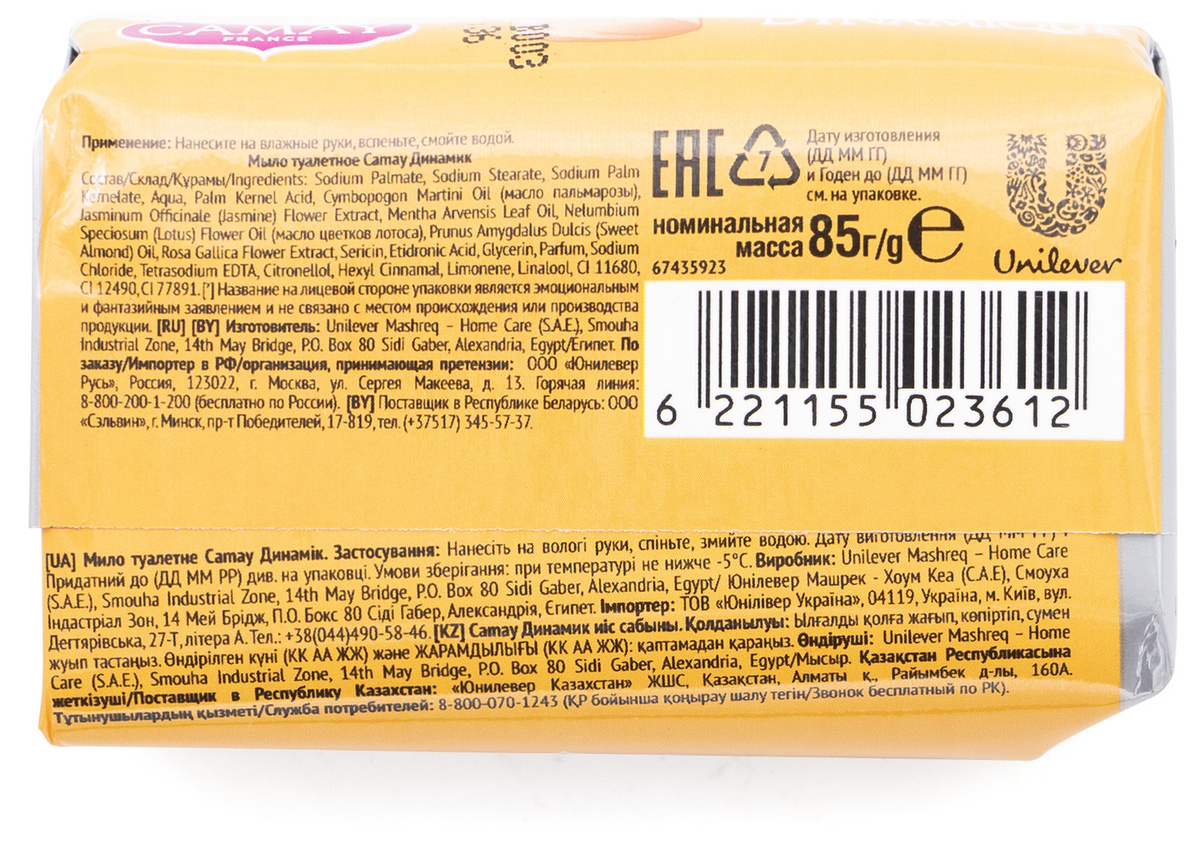 CAMAY
FRANCE
DYNAMIQUE
Применение: Нанесите на влажные руки, вспеньте, смойте водой.
Мыло туалетное Camay Динамик
Состав/Склад/Құрамы/Ingredients: Sodium Palmate, Sodium Stearate, Sodium Palm
Kernelate, Aqua, Palm Kernel Acid, Cymbopogon Martini Oil (масло пальмарозы),
Jasminum Officinale (Jasmine) Flower Extract, Mentha Arvensis Leaf Oil, Nelumbium
Speciosum (Lotus) Flower Oil (масло цветков лотоса), Prunus Amygdalus Dulcis (Sweet
Almond) Oil, Rosa Gallica Flower Extract, Sericin, Etidronic Acid, Glycerin, Parfum, Sodium
Chloride, Tetrasodium EDTA, Citronellol, Hexyl Cinnamal, Limonene, Linalool, CI 11680,
CI 12490, CI 77891. [*] Название на лицевой стороне упаковки является эмоциональным
и фантазийным заявлением и не связано с местом происхождения или производства
продукции. [RU] [BY] Изготовитель: Unilever Mashreq – Home Care (S.A.E.), Smouha
Industrial Zone, 14th May Bridge, P.O. Box 80 Sidi Gaber, Alexandria, Egypt/Египет. По
заказу/Импортер в РФ/организация, принимающая претензии: ООО «Юнилевер
Русь», Россия, 123022, г. Москва, ул. Сергея Макеева, д. 13. Горячая линия:
8-800-200-1-200 (бесплатно по России). [BY] Поставщик в Республике Беларусь: ООО
«Сэльвин», г. Минск, пр-т Победителей, 17-819, тел. (+37517) 345-57-37.
EAC
7
Дату изготовления
(ДД ММ ГГ)
и Годен до (ДД ММ ГГ)
см. на упаковке.
номинальная
масса 85г/g e
67435923
Unilever
6 221155 023612
[UA] Мило туалетне Camay Динамік. Застосування: Нанесіть на вологі руки, спіньте, змийте водою. Дату виготовлення (ДД ММ РР) і
Придатний до (ДД ММ РР) див. на упаковці. Умови зберігання: при температурі не нижче -5°C. Виробник: Unilever Mashreq – Home Care
(S.A.E.), Smouha Industrial Zone, 14th May Bridge, P.O. Box 80 Sidi Gaber, Alexandria, Egypt/ Юнілевер Машрек - Хоум Кеа (С.А.Е), Смоуха
Індастріал Зон, 14 Мей Брідж, П.О. Бокс 80 Сіді Габер, Александрія, Єгипет. Імпортер: ТОВ «Юнілівер Україна», 04119, Україна, м. Київ, вул.
Дегтярівська, 27-Т, літера А. Тел.: +38(044)490-58-46. [KZ] Camay Динамик иіс сабыны. Қолданылуы: Ылғалды қолға жағып, көпіртіп, сумен
жуып тастаңыз. Өндірілген күні (КК АА ЖЖ) және ЖАРАМДЫЛЫҒЫ (КК АА ЖЖ): қаптамадан қараңыз. Өндіруші: Unilever Mashreq – Home
Care (S.A.E.), Smouha Industrial Zone, 14th May Bridge, P.O. Box 80 Sidi Gaber, Alexandria, Egypt/Мысыр. Қазақстан Республикасына
жеткізуші/Поставщик в Республику Казахстан: «Юнилевер Казахстан» ЖШС, Қазақстан, Алматы қ., Райымбек д-лы, 160А.
Тұтынушылардың қызметі/Служба потребителей: 8-800-070-1243 (ҚР бойынша қоңырау шалу тегін/Звонок бесплатный по РК).